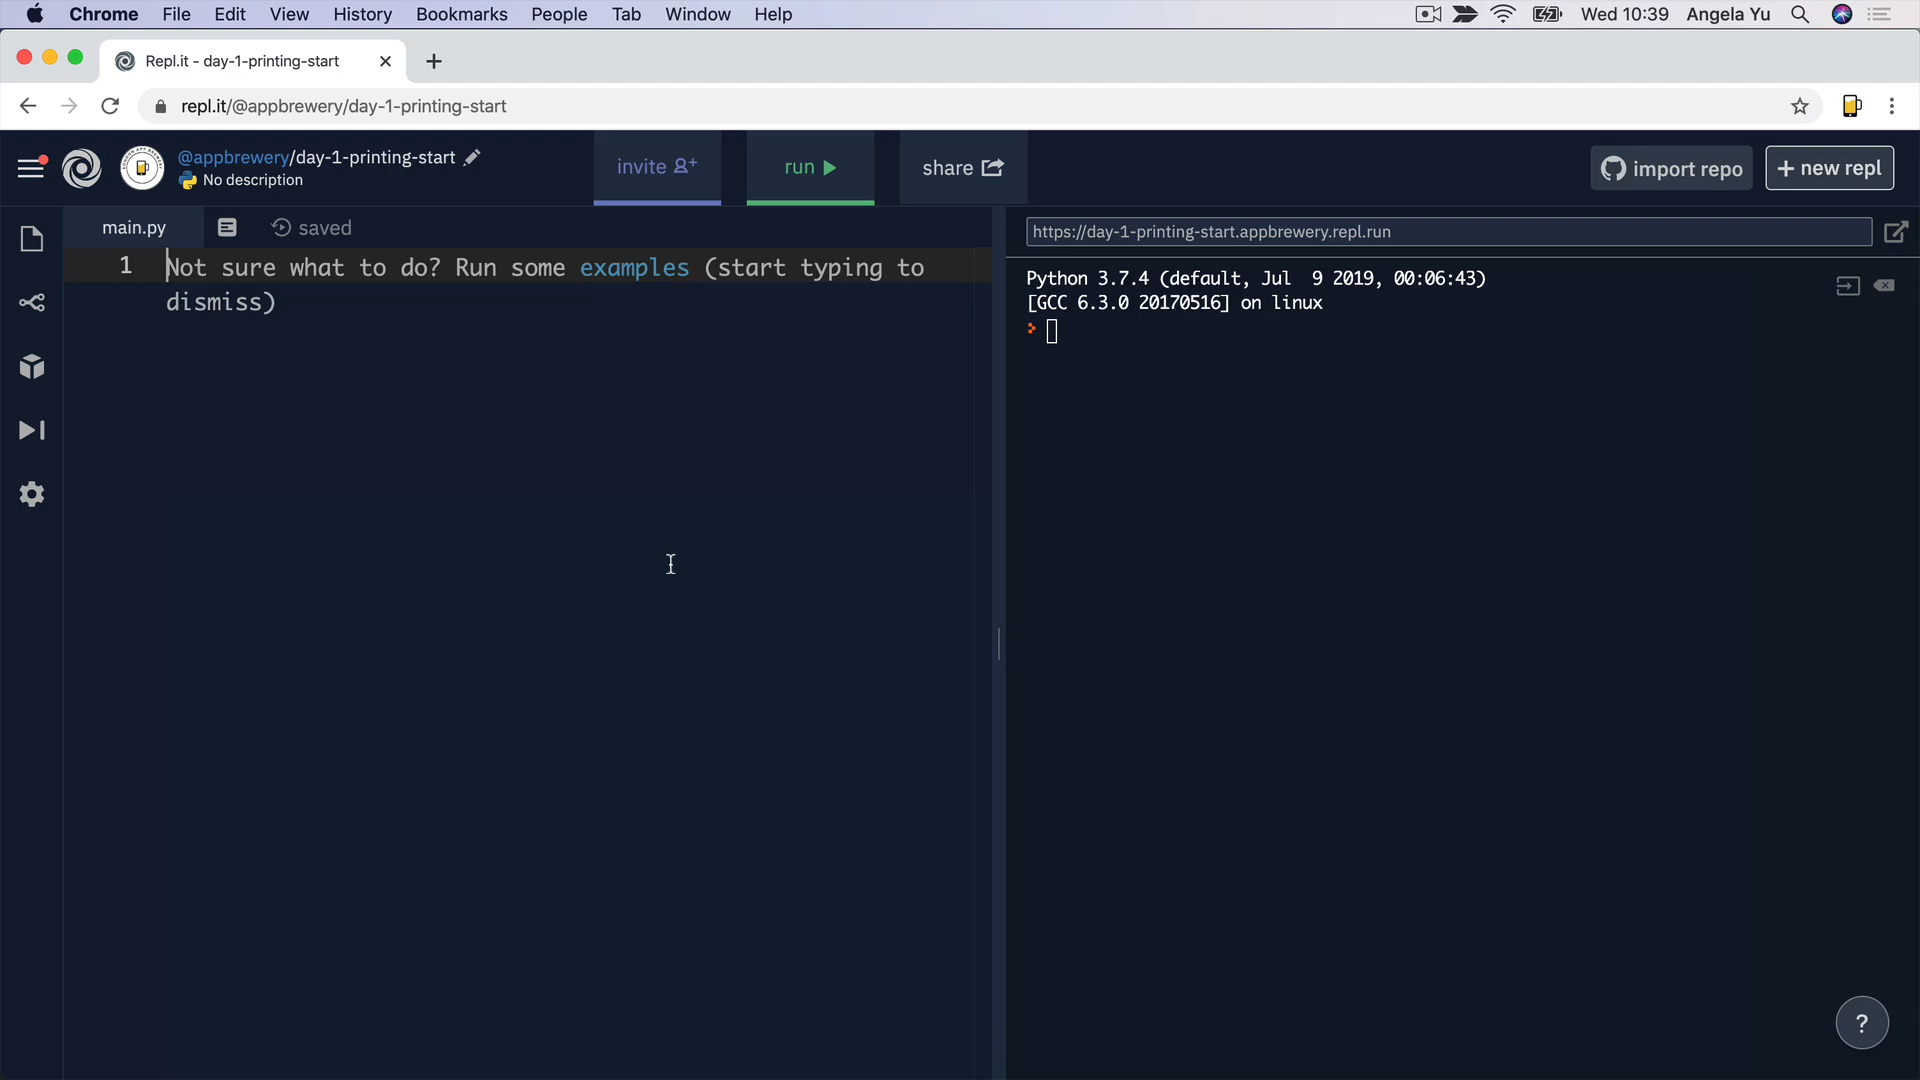 Chrome File Edit View History Bookmarks People Tab Window Help Wed 10:39 Angela Yu
Repl.it - day-1-printing-start
repl.it/@appbrewery/day-1-printing-start
@appbrewery/day-1-printing-start
No description
invite
run
share
import repo
+ new repl
main.py
saved
https://day-1-printing-start.appbrewery.repl.run
1 Not sure what to do? Run some examples (start typing to
dismiss)
Python 3.7.4 (default, Jul  9 2019, 00:06:43)
[GCC 6.3.0 20170516] on linux
?